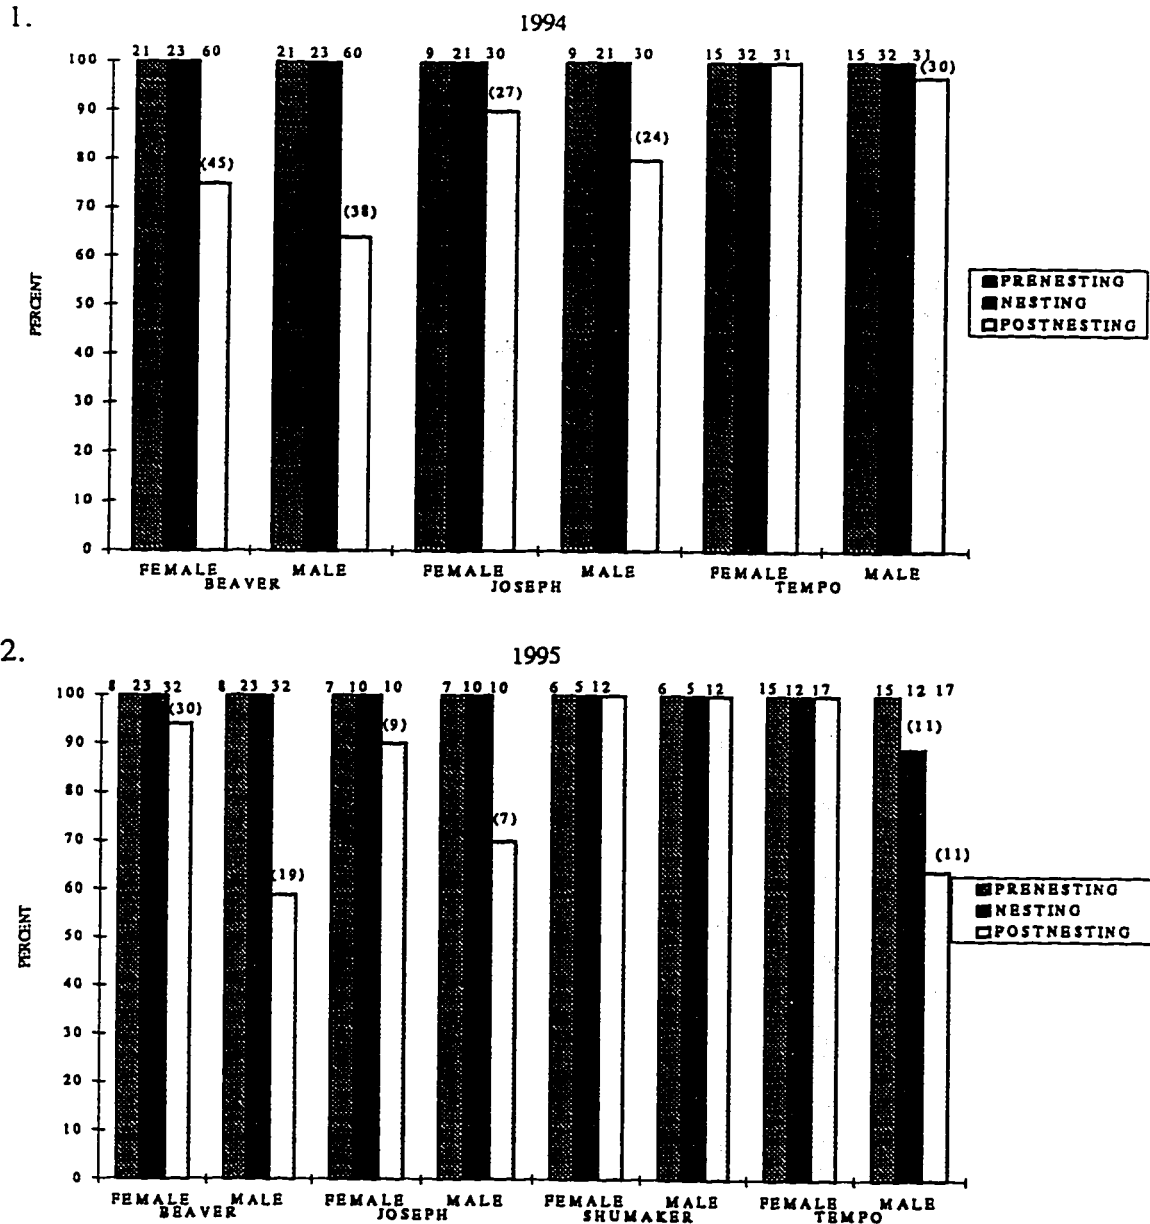 1.
1994
21 23 60 21 23 60 9 21 30 9 21 30 15 32 31 15 32 31
100
(30)
(27)
90
(24)
80
(45)
70
(38)
60
50
PERCENT
40
30
20
10
0
PRENESTING
NESTING
POSTNESTING
FEMALE MALE FEMALE MALE FEMALE MALE
BEAVER JOSEPH TEMPO
2.
1995
8 23 32 8 23 32 7 10 10 7 10 10 6 5 12 6 5 12 15 12 17 15 12 17
100
(30)
(9)
(11)
90
80
(7)
70
(11)
(19)
60
50
PERCENT
40
30
20
10
0
PRENESTING
NESTING
POSTNESTING
FEMALE MALE FEMALE MALE FEMALE MALE FEMALE MALE
BEAVER JOSEPH SHUMAKER TEMPO